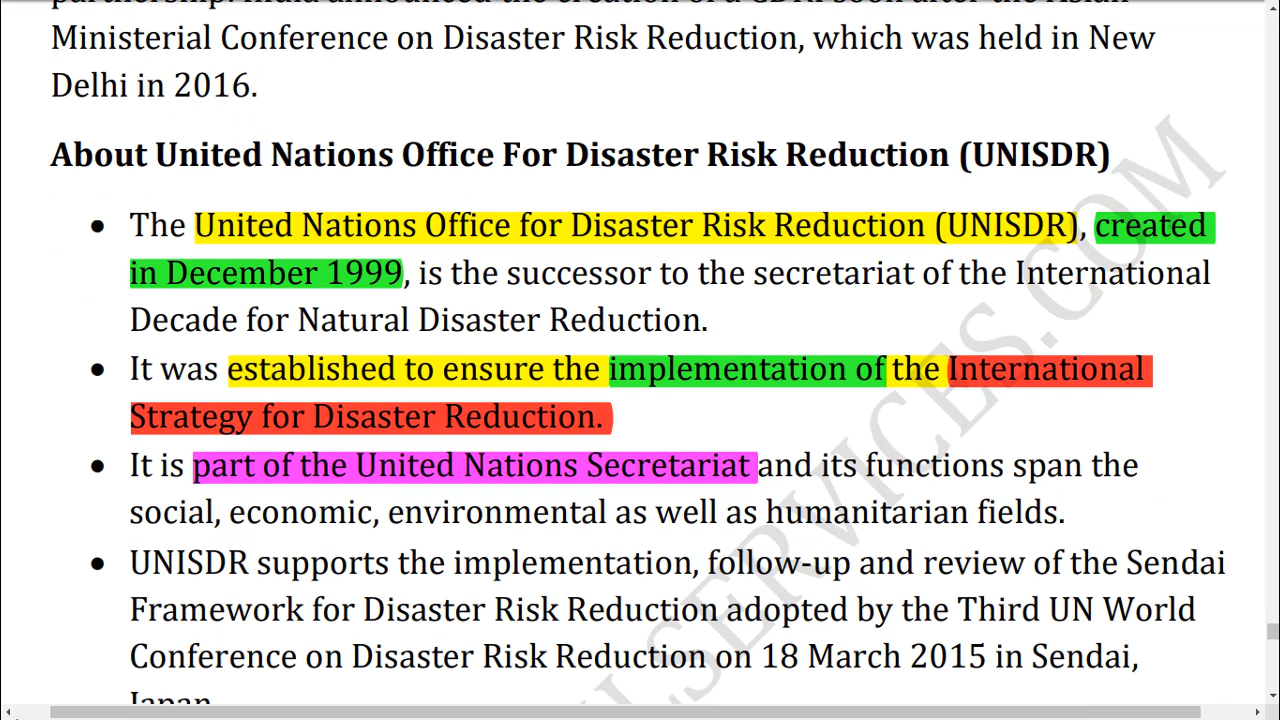 Ministerial Conference on Disaster Risk Reduction, which was held in New
Delhi in 2016.
About United Nations Office For Disaster Risk Reduction (UNISDR)
• The United Nations Office for Disaster Risk Reduction (UNISDR), created
in December 1999, is the successor to the secretariat of the International
Decade for Natural Disaster Reduction.
• It was established to ensure the implementation of the International
Strategy for Disaster Reduction.
• It is part of the United Nations Secretariat and its functions span the
social, economic, environmental as well as humanitarian fields.
• UNISDR supports the implementation, follow-up and review of the Sendai
Framework for Disaster Risk Reduction adopted by the Third UN World
Conference on Disaster Risk Reduction on 18 March 2015 in Sendai,
Japan
LSERVICES.COM